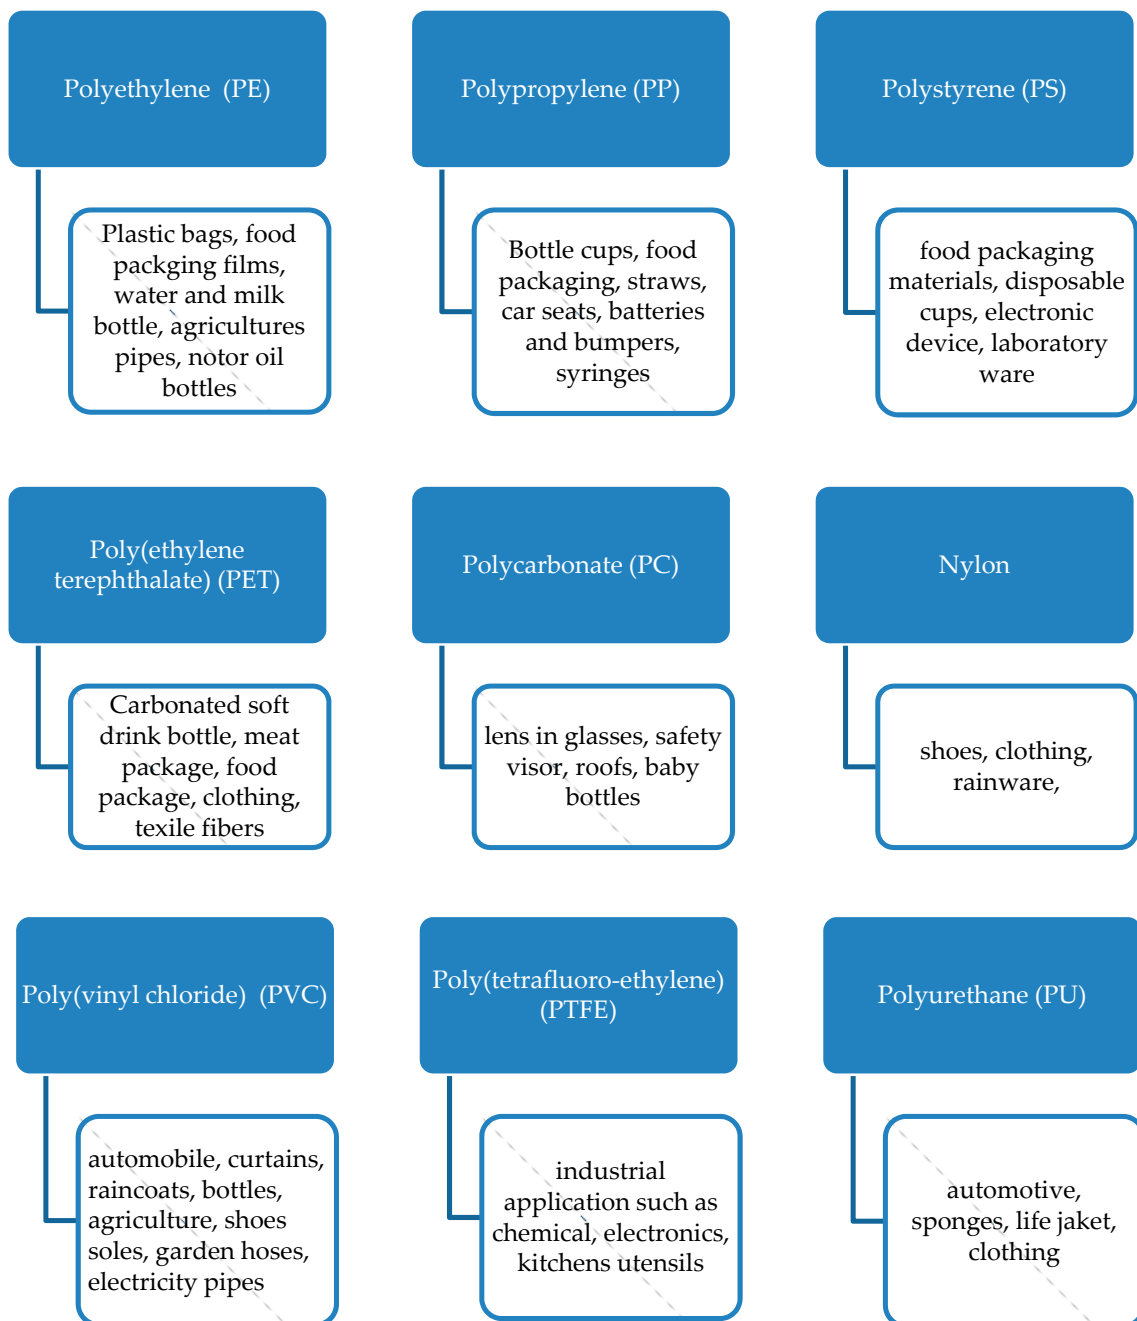 Polyethylene (PE)
Plastic bags, food
packging films,
water and milk
bottle, agricultures
pipes, notor oil
bottles
Polypropylene (PP)
Bottle cups, food
packaging, straws,
car seats, batteries
and bumpers,
syringes
Polystyrene (PS)
food packaging
materials, disposable
cups, electronic
device, laboratory
ware
Poly(ethylene
terephthalate) (PET)
Carbonated soft
drink bottle, meat
package, food
package, clothing,
texile fibers
Polycarbonate (PC)
lens in glasses, safety
visor, roofs, baby
bottles
Nylon
shoes, clothing,
rainware,
Poly(vinyl chloride) (PVC)
automobile, curtains,
raincoats, bottles,
agriculture, shoes
soles, garden hoses,
electricity pipes
Poly(tetrafluoro-ethylene)
(PTFE)
industrial
application such as
chemical, electronics,
kitchens utensils
Polyurethane (PU)
automotive,
sponges, life jaket,
clothing